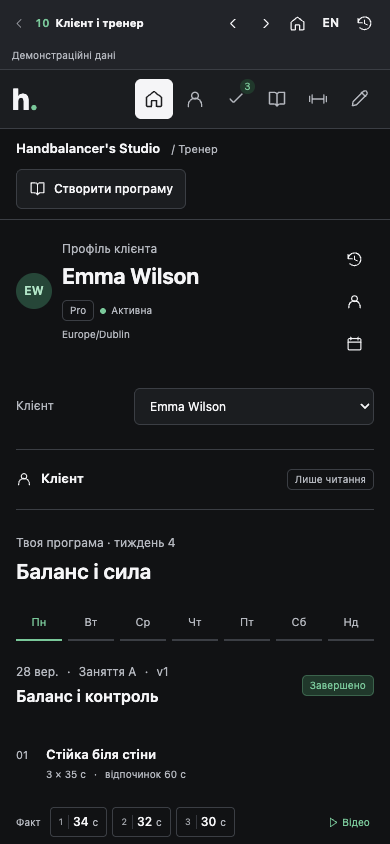 10 Клієнт і тренер
EN
Демонстраційні дані
h.
3
Handbalancer's Studio / Тренер
Створити програму
Профіль клієнта
EW
Emma Wilson
Pro
Активна
Europe/Dublin
Клієнт
Emma Wilson
Клієнт
Лише читання
Твоя програма · тиждень 4
Баланс і сила
Пн Вт Ср Чт Пт Сб Нд
28 вер. · Заняття A · v1
Баланс і контроль
Завершено
01 Стійка біля стіни
3 × 35 с · відпочинок 60 с
Факт 1 34 с 2 32 с 3 30 с Відео